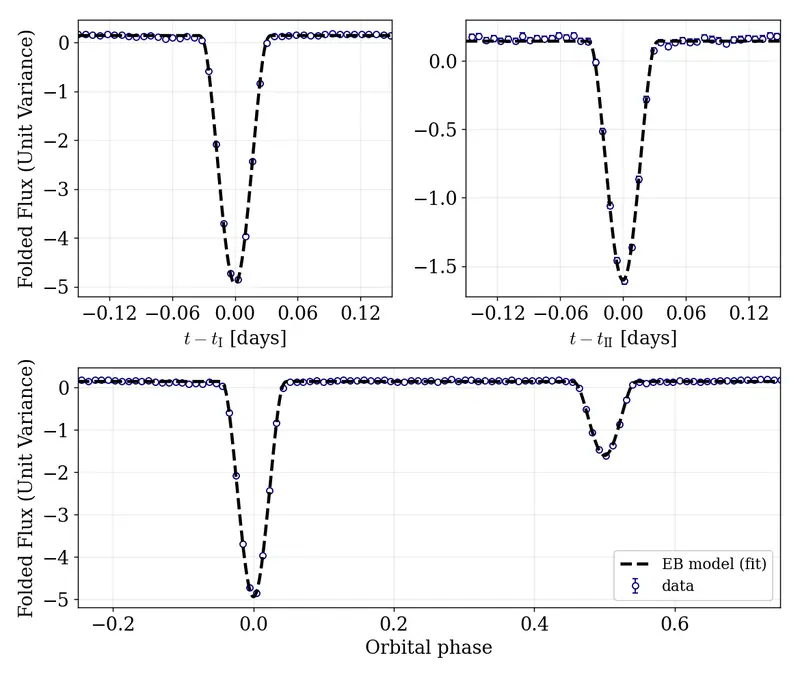 Folded Flux (Unit Variance)
0
−1
−2
−3
−4
−5
−0.12 −0.06 0.00 0.06 0.12
t − t_I [days]
0.0
−0.5
−1.0
−1.5
−0.12 −0.06 0.00 0.06 0.12
t − t_II [days]
Folded Flux (Unit Variance)
0
−1
−2
−3
−4
−5
EB model (fit)
data
−0.2 0.0 0.2 0.4 0.6
Orbital phase